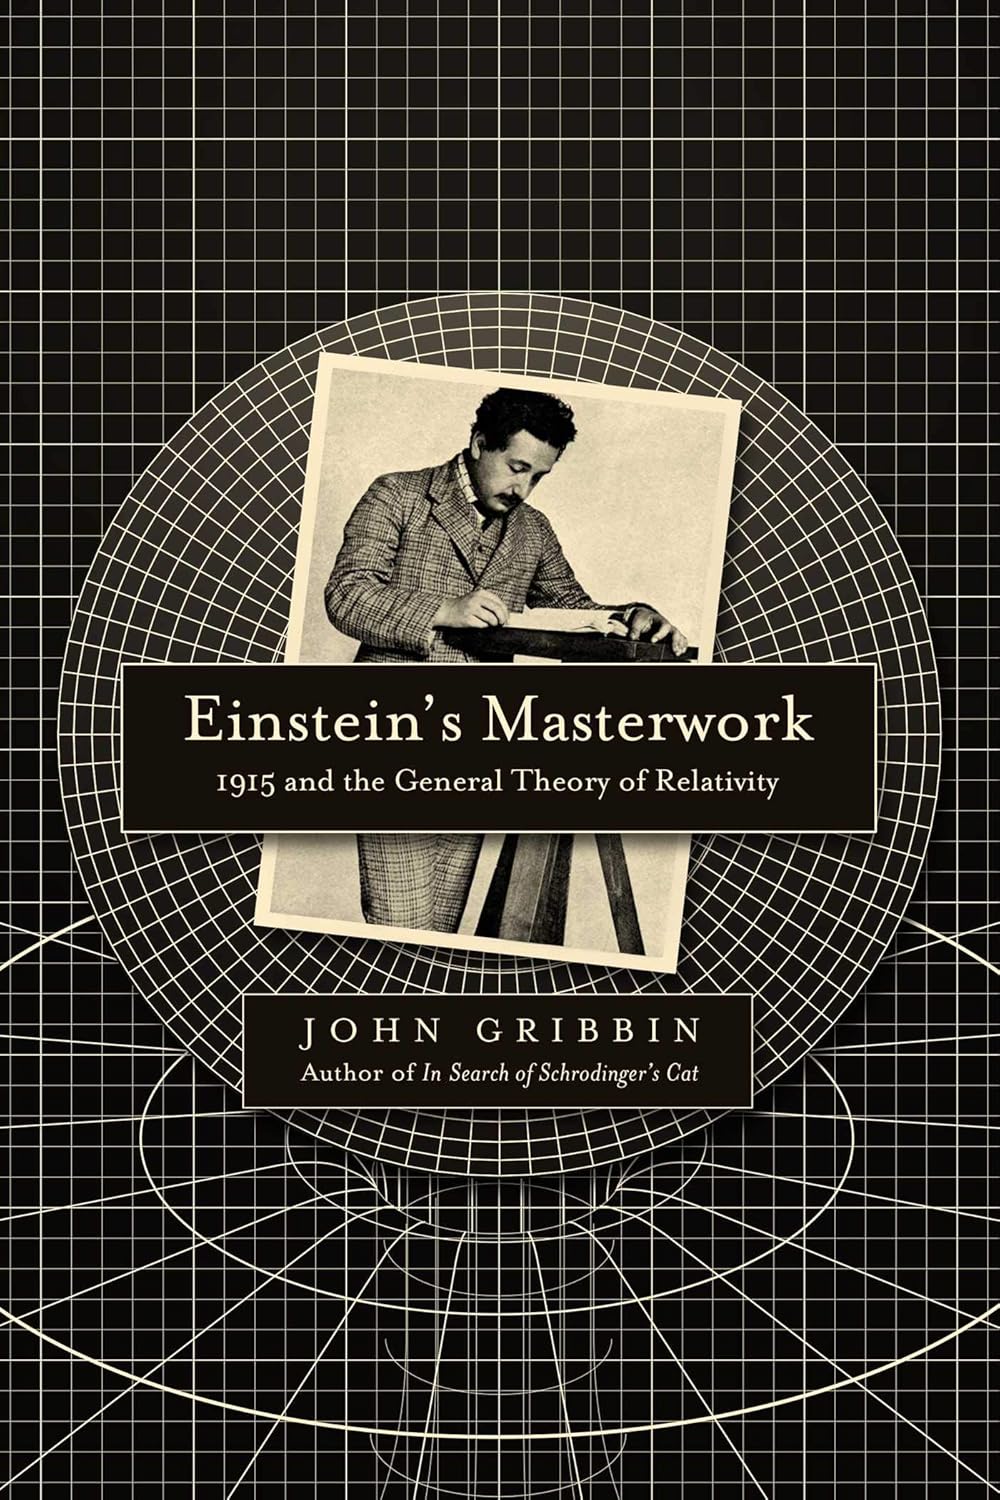 Einstein's Masterwork
1915 and the General Theory of Relativity
JOHN GRIBBIN
Author of In Search of Schrodinger's Cat